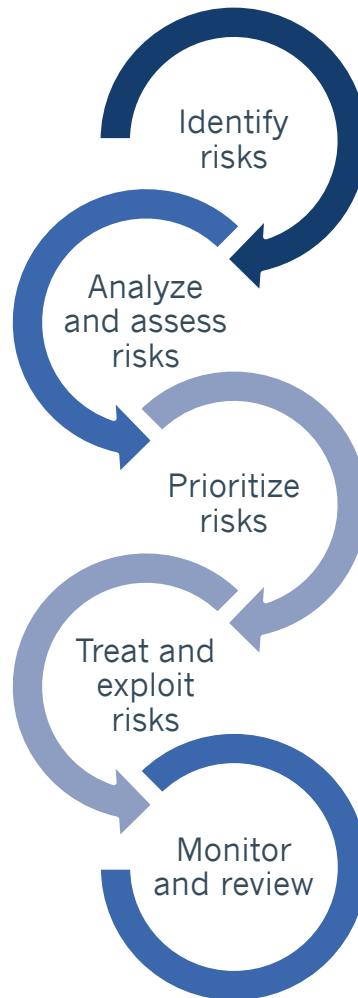 Identify
risks
Analyze
and assess
risks
Prioritize
risks
Treat and
exploit
risks
Monitor
and review